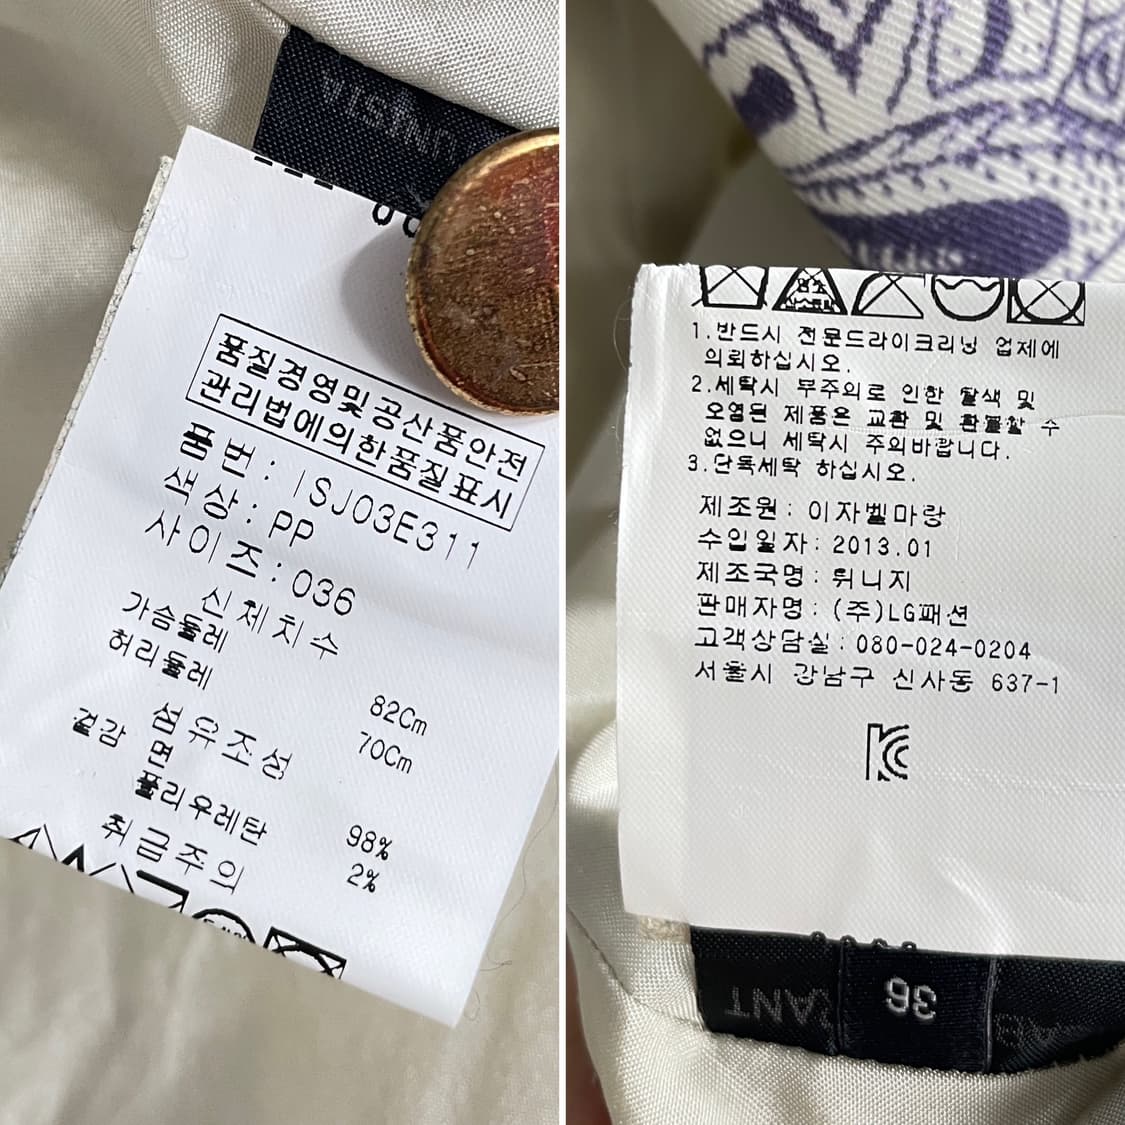 품질경영및공산품안전
관리법에의한품질표시
품번: ISJ03E311
색상: PP
사이즈: 036
신체치수
가슴둘레 82Cm
허리둘레 70Cm
섬유조성
겉감 면 98%
폴리우레탄 2%
취급주의
1.반드시 전문드라이크리닝 업체에
의뢰하십시오.
2.세탁시 부주의로 인한 탈색 및
오염된 제품은 교환 및 환불할 수
없으니 세탁시 주의바랍니다.
3.단독세탁 하십시오.
제조원: 이자벨마랑
수입일자: 2013.01
제조국명: 튀니지
판매자명: (주)LG패션
고객상담실: 080-024-0204
서울시 강남구 신사동 637-1
36